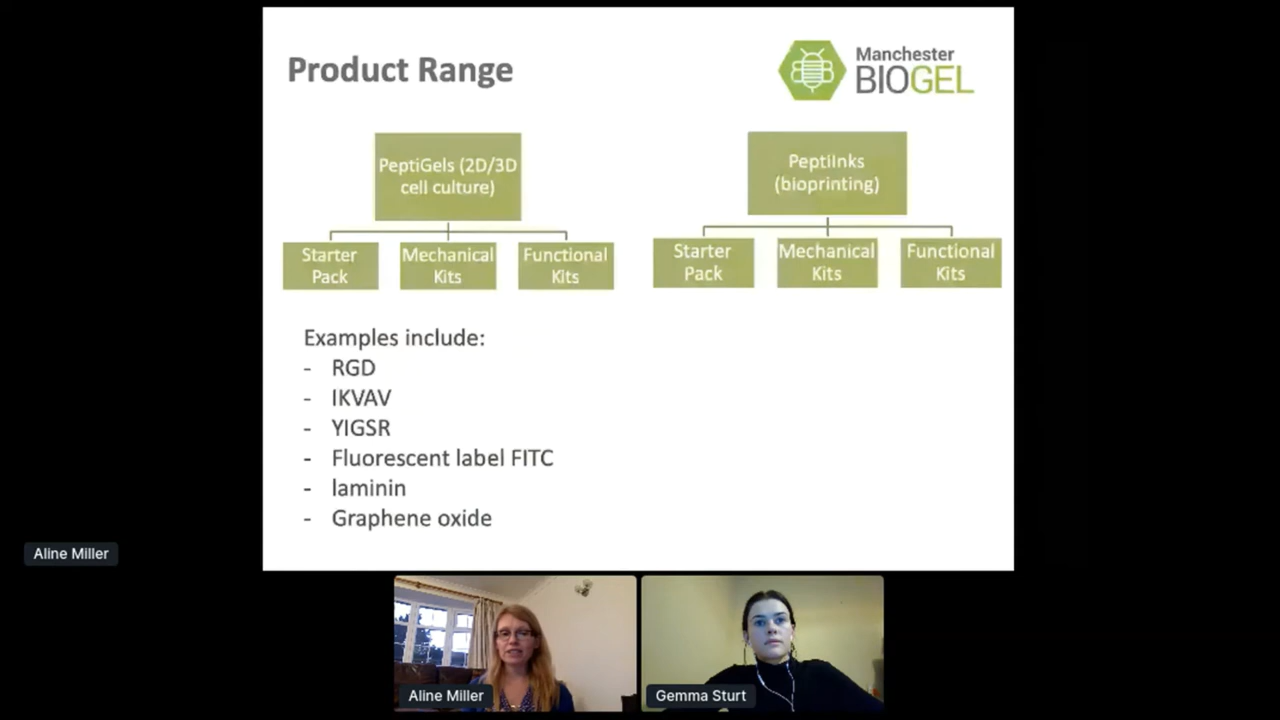 Product Range
Manchester
BIOGEL
PeptiGels (2D/3D
cell culture)
Starter
Pack
Mechanical
Kits
Functional
Kits
PeptiInks
(bioprinting)
Starter
Pack
Mechanical
Kits
Functional
Kits
Examples include:
- RGD
- IKVAV
- YIGSR
- Fluorescent label FITC
- laminin
- Graphene oxide
Aline Miller
Aline Miller
Gemma Sturt